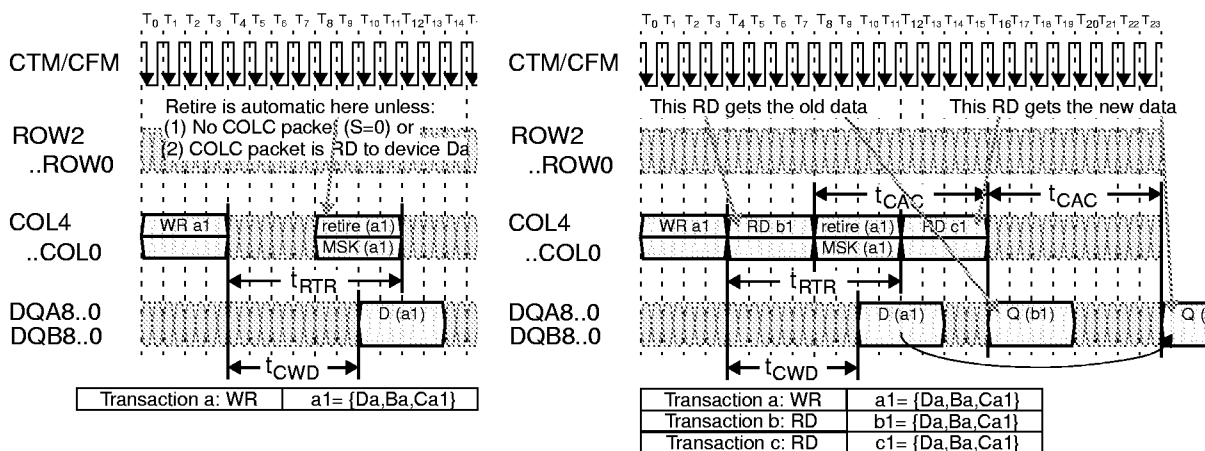 T0 T1 T2 T3 T4 T5 T6 T7 T8 T9 T10 T11 T12 T13 T14
CTM/CFM
Retire is automatic here unless:
(1) No COLC packet (S=0) or
(2) COLC packet is RD to device Da
ROW2
..ROW0
COL4
..COL0
WR a1
retire (a1)
MSK (a1)
tRTR
DQA8..0
DQB8..0
D (a1)
tCWD
Transaction a: WR a1= {Da,Ba,Ca1}
T0 T1 T2 T3 T4 T5 T6 T7 T8 T9 T10 T11 T12 T13 T14 T15 T16 T17 T18 T19 T20 T21 T22 T23
CTM/CFM
This RD gets the old data
This RD gets the new data
ROW2
..ROW0
tCAC
tCAC
COL4
..COL0
WR a1
RD b1
retire (a1)
RD c1
MSK (a1)
tRTR
DQA8..0
DQB8..0
D (a1)
Q (b1)
Q (
tCWD
Transaction a: WR a1= {Da,Ba,Ca1}
Transaction b: RD b1= {Da,Ba,Ca1}
Transaction c: RD c1= {Da,Ba,Ca1}